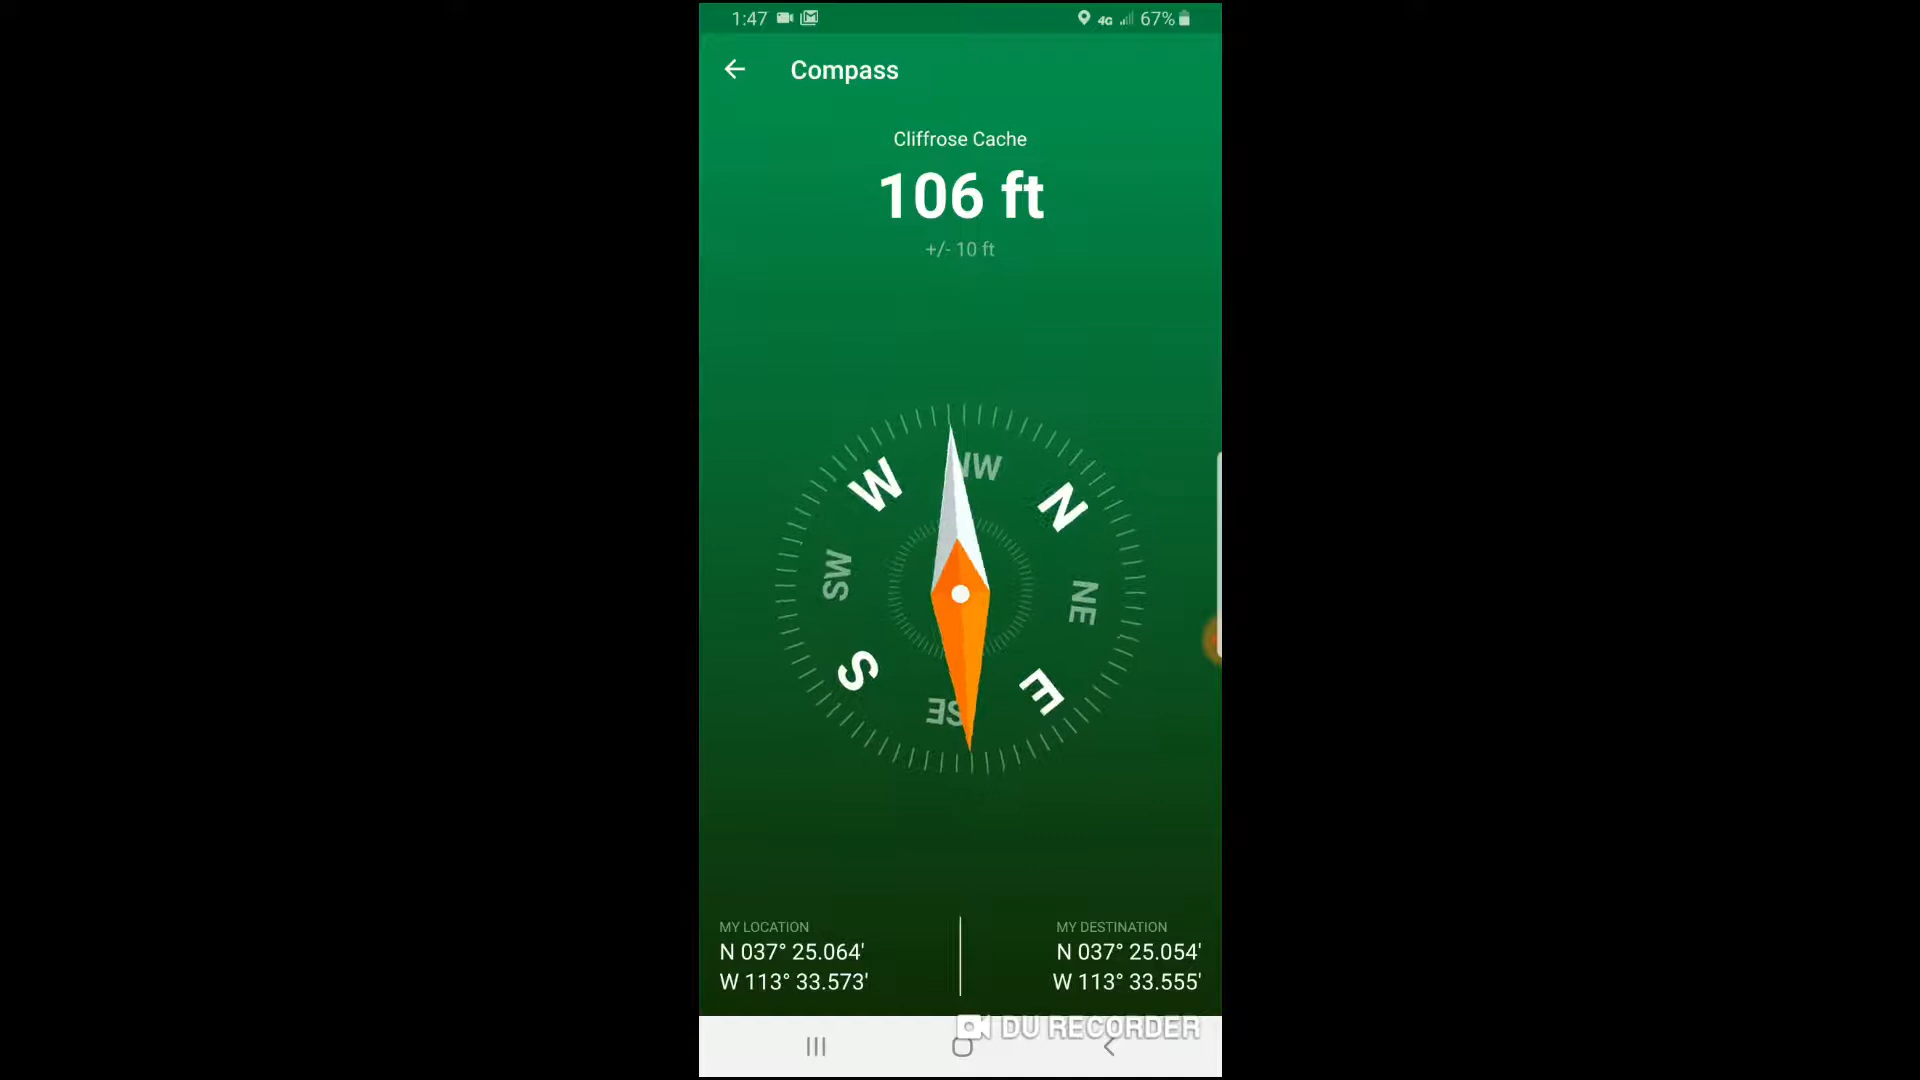 1:47 4G 67%
Compass
Cliffrose Cache
106 ft
+/- 10 ft
NW
W
N
SW
NE
S
E
SE
MY LOCATION
N 037° 25.064'
W 113° 33.573'
MY DESTINATION
N 037° 25.054'
W 113° 33.555'
DU RECORDER